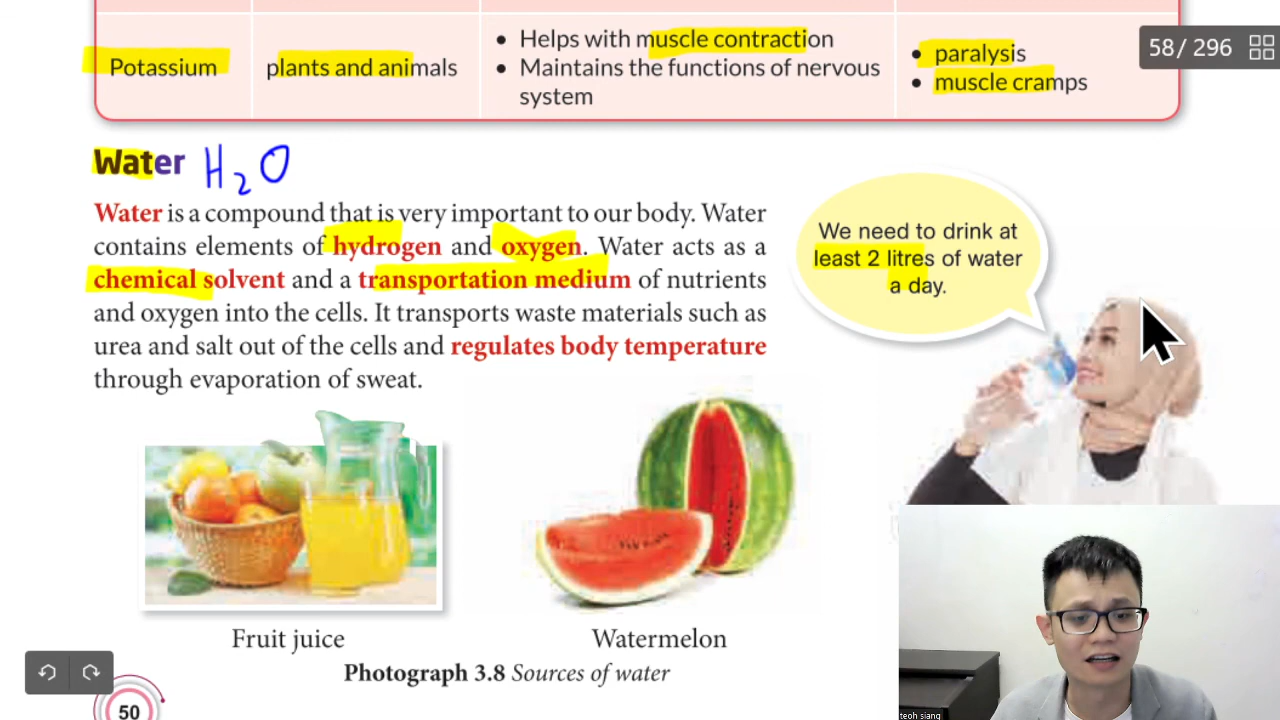 58/ 296
Potassium
plants and animals
• Helps with muscle contraction
• Maintains the functions of nervous
system
• paralysis
• muscle cramps
Water H2O
Water is a compound that is very important to our body. Water
contains elements of hydrogen and oxygen. Water acts as a
chemical solvent and a transportation medium of nutrients
and oxygen into the cells. It transports waste materials such as
urea and salt out of the cells and regulates body temperature
through evaporation of sweat.
We need to drink at
least 2 litres of water
a day.
Fruit juice
Watermelon
Photograph 3.8 Sources of water
50
teoh siang